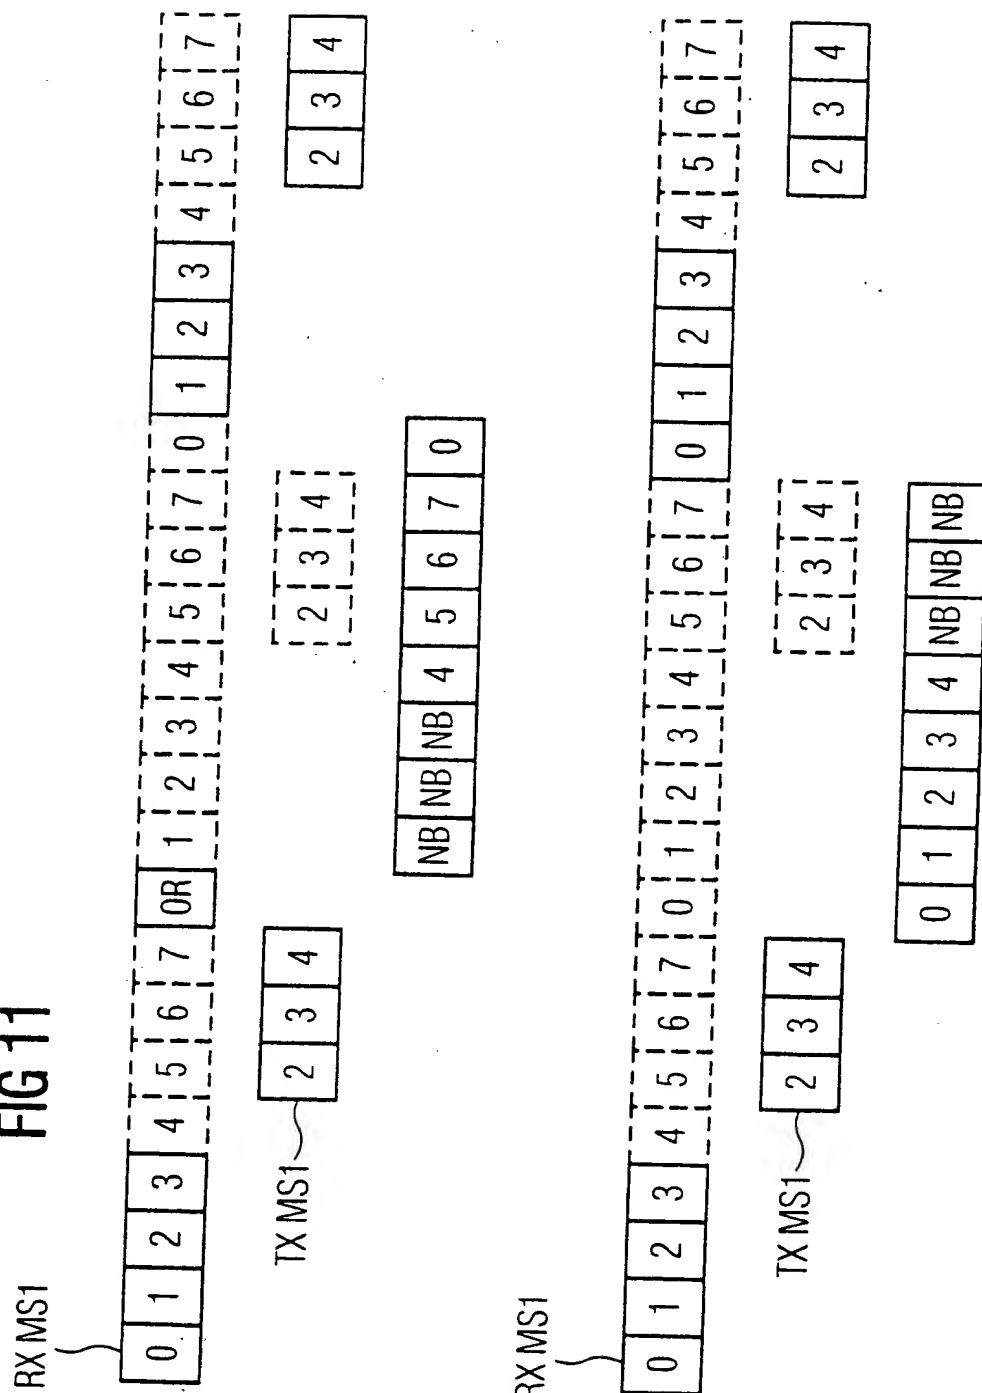 FIG 11
RX MS1
0 1 2 3 4 5 6 7 0R 1 2 3 4 5 6 7 0 1 2 3 4 5 6 7
TX MS1
2 3 4 2 3 4 2 3 4
NB NB NB 4 5 6 7 0
RX MS1
0 1 2 3 4 5 6 7 0 1 2 3 4 5 6 7 0 1 2 3 4 5 6 7
TX MS1
2 3 4 2 3 4 2 3 4
0 1 2 3 4 NB NB NB